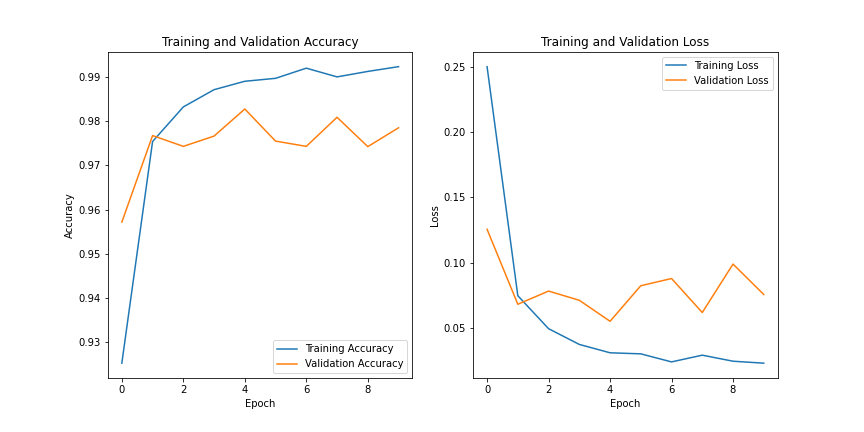 Training and Validation Accuracy
0.99
0.98
0.97
0.96
0.95
0.94
0.93
Accuracy
Training Accuracy
Validation Accuracy
0 2 4 6 8
Epoch
Training and Validation Loss
0.25
0.20
0.15
0.10
0.05
Loss
Training Loss
Validation Loss
0 2 4 6 8
Epoch